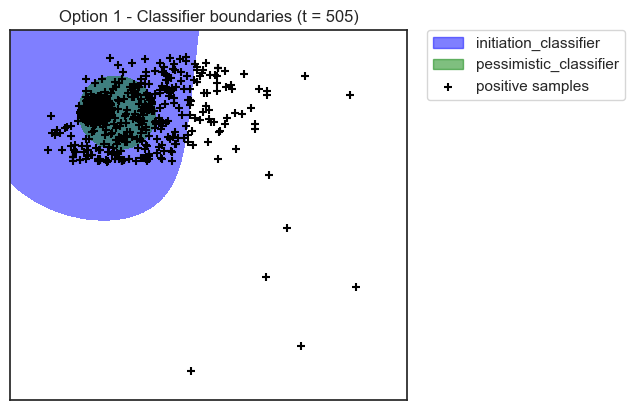 Option 1 - Classifier boundaries (t = 505)
initiation_classifier
pessimistic_classifier
positive samples